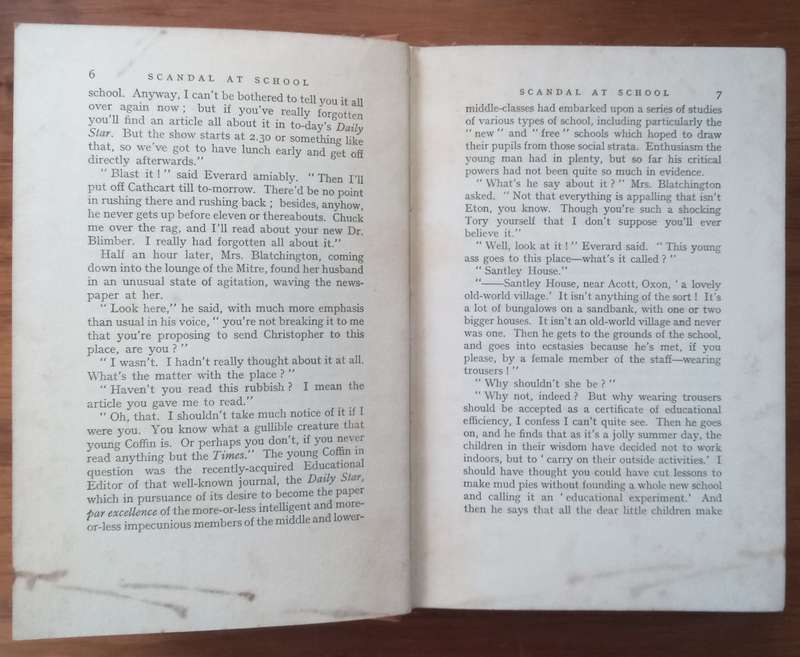 6 SCANDAL AT SCHOOL
school. Anyway, I can't be bothered to tell you it all
over again now ; but if you've really forgotten
you'll find an article all about it in to-day's Daily
Star. But the show starts at 2.30 or something like
that, so we've got to have lunch early and get off
directly afterwards."
" Blast it ! " said Everard amiably. " Then I'll
put off Cathcart till to-morrow. There'd be no point
in rushing there and rushing back ; besides, anyhow,
he never gets up before eleven or thereabouts. Chuck
me over the rag, and I'll read about your new Dr.
Blimber. I really had forgotten all about it."
Half an hour later, Mrs. Blatchington, coming
down into the lounge of the Mitre, found her husband
in an unusual state of agitation, waving the news-
paper at her.
" Look here," he said, with much more emphasis
than usual in his voice, " you're not breaking it to me
that you're proposing to send Christopher to this
place, are you ? "
" I wasn't. I hadn't really thought about it at all.
What's the matter with the place ? "
" Haven't you read this rubbish ? I mean the
article you gave me to read."
" Oh, that. I shouldn't take much notice of it if I
were you. You know what a gullible creature that
young Coffin is. Or perhaps you don't, if you never
read anything but the Times." The young Coffin in
question was the recently-acquired Educational
Editor of that well-known journal, the Daily Star,
which in pursuance of its desire to become the paper
par excellence of the more-or-less intelligent and more-
or-less impecunious members of the middle and lower-
SCANDAL AT SCHOOL 7
middle-classes had embarked upon a series of studies
of various types of school, including particularly the
" new " and " free " schools which hoped to draw
their pupils from those social strata. Enthusiasm the
young man had in plenty, but so far his critical
powers had not been quite so much in evidence.
" What's he say about it ? " Mrs. Blatchington
asked. " Not that everything is appalling that isn't
Eton, you know. Though you're such a shocking
Tory yourself that I don't suppose you'll ever
believe it."
" Well, look at it ! " Everard said. " This young
ass goes to this place—what's it called ? "
" Santley House."
"——Santley House, near Acott, Oxon, ' a lovely
old-world village.' It isn't anything of the sort ! It's
a lot of bungalows on a sandbank, with one or two
bigger houses. It isn't an old-world village and never
was one. Then he gets to the grounds of the school,
and goes into ecstasies because he's met, if you
please, by a female member of the staff—wearing
trousers ! "
" Why shouldn't she be ? "
" Why not, indeed ? But why wearing trousers
should be accepted as a certificate of educational
efficiency, I confess I can't quite see. Then he goes
on, and he finds that as it's a jolly summer day, the
children in their wisdom have decided not to work
indoors, but to ' carry on their outside activities.' I
should have thought you could have cut lessons to
make mud pies without founding a whole new school
and calling it an ' educational experiment.' And
then he says that all the dear little children make